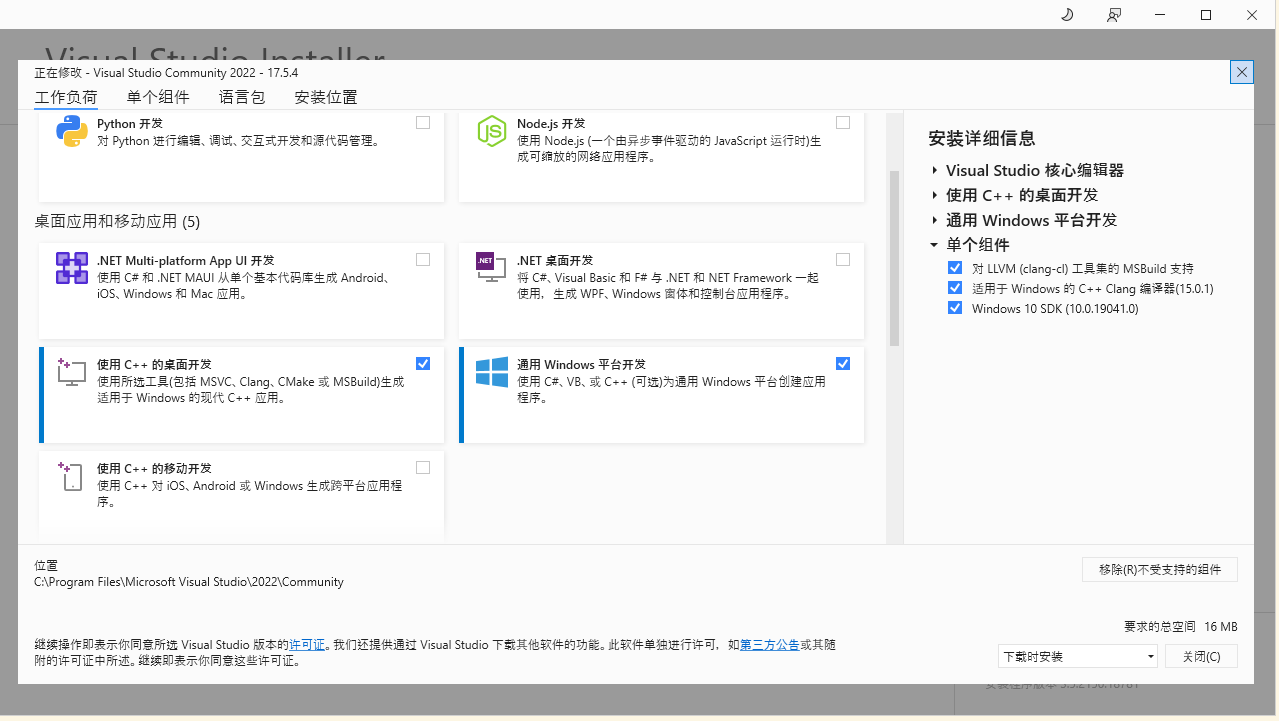 Visual Studio Installer
正在修改 - Visual Studio Community 2022 - 17.5.4
工作负荷 单个组件 语言包 安装位置
Python 开发
对 Python 进行编辑、调试、交互式开发和源代码管理。
Node.js 开发
使用 Node.js (一个由异步事件驱动的 JavaScript 运行时)生
成可缩放的网络应用程序。
桌面应用和移动应用 (5)
.NET Multi-platform App UI 开发
使用 C# 和 .NET MAUI 从单个基本代码库生成 Android、
iOS、Windows 和 Mac 应用。
.NET
.NET 桌面开发
将 C#、Visual Basic 和 F# 与 .NET 和 NET Framework 一起
使用，生成 WPF、Windows 窗体和控制台应用程序。
使用 C++ 的桌面开发
使用所选工具(包括 MSVC、Clang、CMake 或 MSBuild)生成
适用于 Windows 的现代 C++ 应用。
通用 Windows 平台开发
使用 C#、VB、或 C++ (可选)为通用 Windows 平台创建应用
程序。
使用 C++ 的移动开发
使用 C++ 对 iOS、Android 或 Windows 生成跨平台应用程
序。
安装详细信息
Visual Studio 核心编辑器
使用 C++ 的桌面开发
通用 Windows 平台开发
单个组件
对 LLVM (clang-cl) 工具集的 MSBuild 支持
适用于 Windows 的 C++ Clang 编译器(15.0.1)
Windows 10 SDK (10.0.19041.0)
位置
C:\Program Files\Microsoft Visual Studio\2022\Community
移除(R)不受支持的组件
要求的总空间 16 MB
继续操作即表示你同意所选 Visual Studio 版本的许可证。我们还提供通过 Visual Studio 下载其他软件的功能。此软件单独进行许可，如第三方公告或其随
附的许可证中所述。继续即表示你同意这些许可证。
下载时安装
关闭(C)